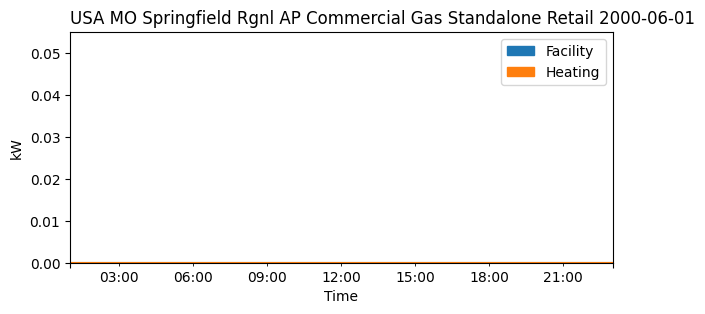 USA MO Springfield Rgnl AP Commercial Gas Standalone Retail 2000-06-01
Facility
Heating
kW
0.05
0.04
0.03
0.02
0.01
0.00
03:00 06:00 09:00 12:00 15:00 18:00 21:00
Time